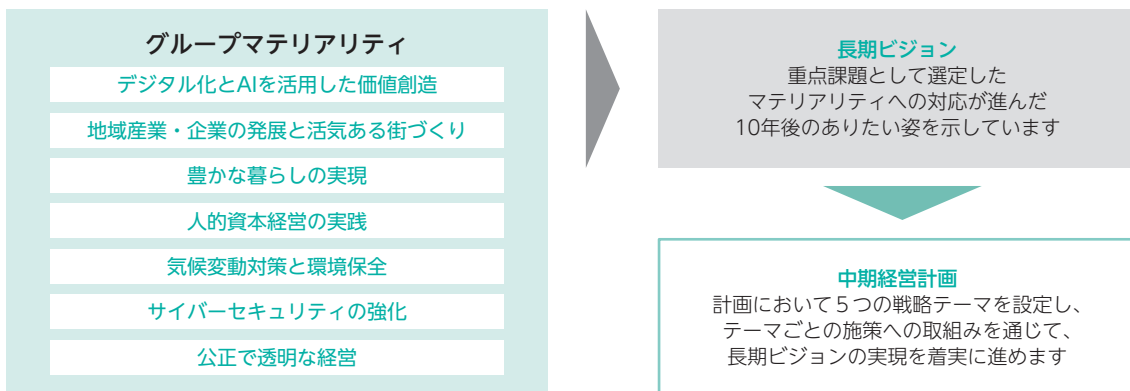 グループマテリアリティ
デジタル化とAIを活用した価値創造
地域産業・企業の発展と活気ある街づくり
豊かな暮らしの実現
人的資本経営の実践
気候変動対策と環境保全
サイバーセキュリティの強化
公正で透明な経営
長期ビジョン
重点課題として選定した
マテリアリティへの対応が進んだ
10年後のありたい姿を示しています
中期経営計画
計画において５つの戦略テーマを設定し、
テーマごとの施策への取組みを通じて、
長期ビジョンの実現を着実に進めます